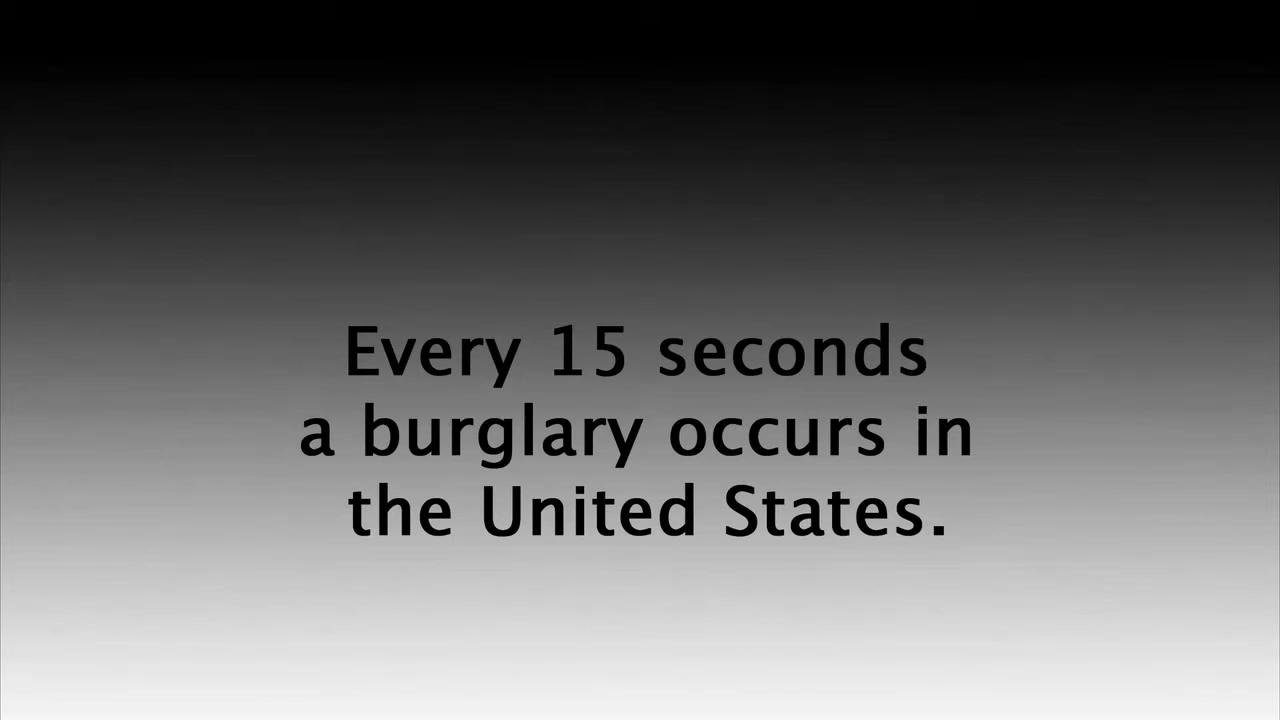 Every 15 seconds
a burglary occurs in
the United States.